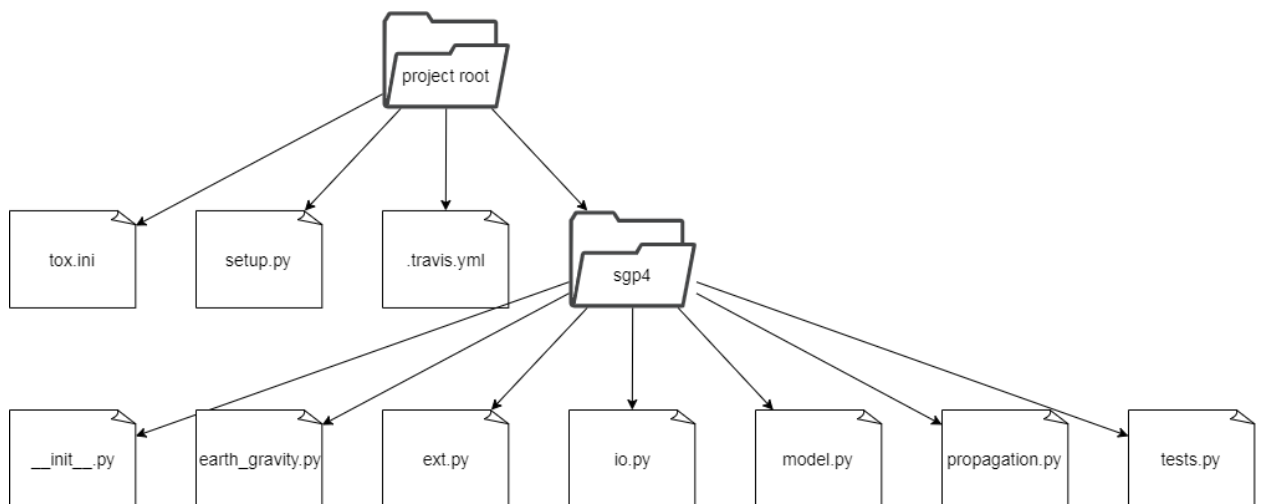 project root
tox.ini
setup.py
.travis.yml
sgp4
__init__.py
earth_gravity.py
ext.py
io.py
model.py
propagation.py
tests.py